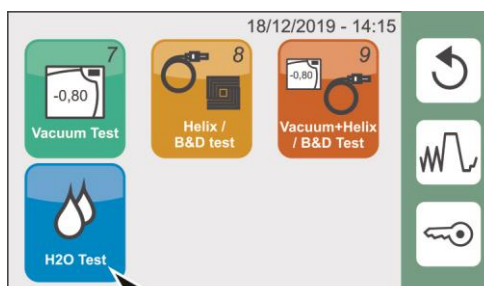 18/12/2019 - 14:15
7
-0,80
Vacuum Test
8
Helix /
B&D test
9
-0,80
Vacuum+Helix
/ B&D Test
H2O Test